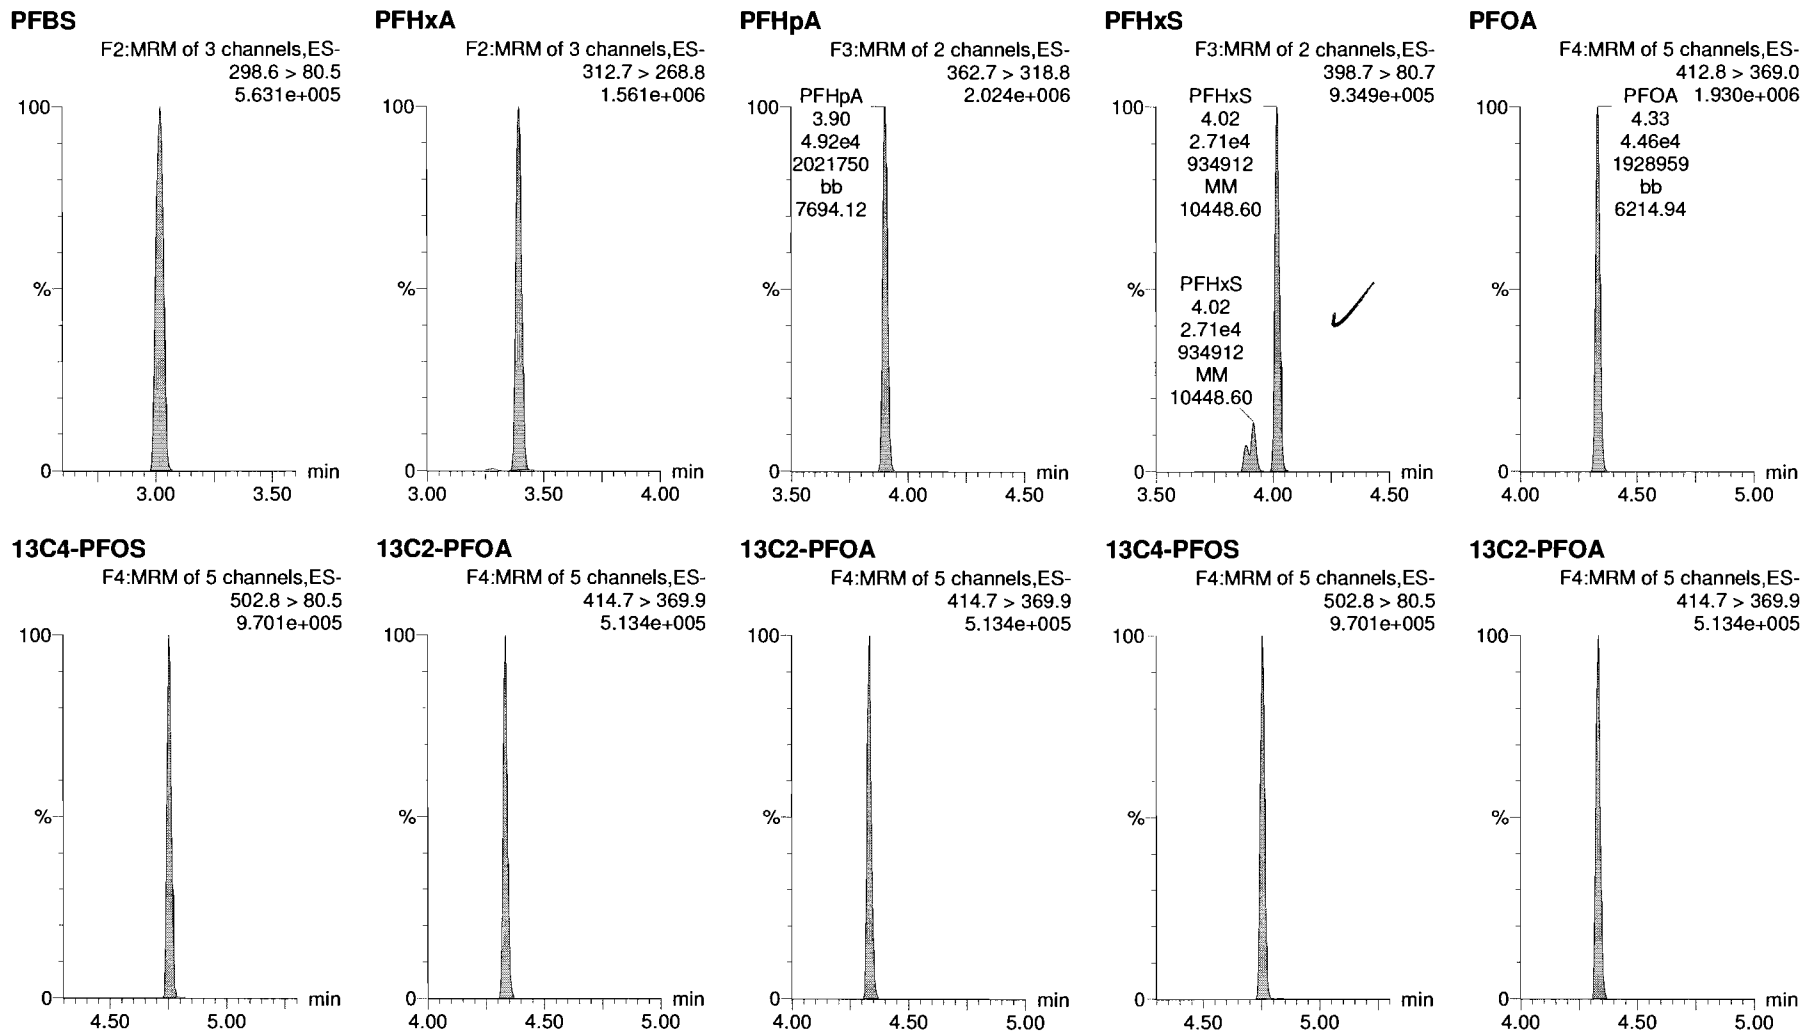 PFBS
F2:MRM of 3 channels,ES-
298.6 > 80.5
5.631e+005
100
%
0
min
3.00 3.50
PFHxA
F2:MRM of 3 channels,ES-
312.7 > 268.8
1.561e+006
100
%
0
min
3.00 3.50 4.00
PFHpA
F3:MRM of 2 channels,ES-
362.7 > 318.8
2.024e+006
100
PFHpA
3.90
4.92e4
2021750
bb
7694.12
%
0
min
3.50 4.00 4.50
PFHxS
F3:MRM of 2 channels,ES-
398.7 > 80.7
9.349e+005
100
PFHxS
4.02
2.71e4
934912
MM
10448.60
%
PFHxS
4.02
2.71e4
934912
MM
10448.60
0
min
3.50 4.00 4.50
PFOA
F4:MRM of 5 channels,ES-
412.8 > 369.0
1.930e+006
100
PFOA
4.33
4.46e4
1928959
bb
6214.94
%
0
min
4.00 4.50 5.00
13C4-PFOS
F4:MRM of 5 channels,ES-
502.8 > 80.5
9.701e+005
100
%
0
min
4.50 5.00
13C2-PFOA
F4:MRM of 5 channels,ES-
414.7 > 369.9
5.134e+005
100
%
0
min
4.00 4.50 5.00
13C2-PFOA
F4:MRM of 5 channels,ES-
414.7 > 369.9
5.134e+005
100
%
0
min
4.00 4.50 5.00
13C4-PFOS
F4:MRM of 5 channels,ES-
502.8 > 80.5
9.701e+005
100
%
0
min
4.50 5.00
13C2-PFOA
F4:MRM of 5 channels,ES-
414.7 > 369.9
5.134e+005
100
%
0
min
4.00 4.50 5.00